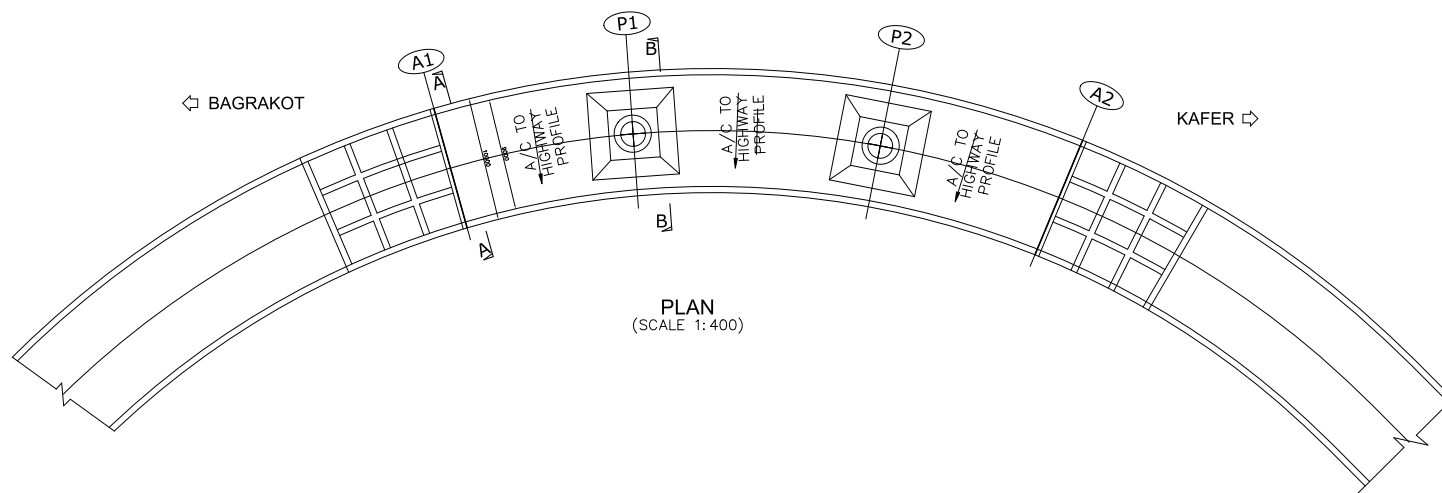 P1
P2
A1
B
A
A2
BAGRAKOT
KAFER
A/C TO
HIGHWAY
PROFILE
A/C TO
HIGHWAY
PROFILE
A/C TO
HIGHWAY
PROFILE
B
A
PLAN
(SCALE 1:400)